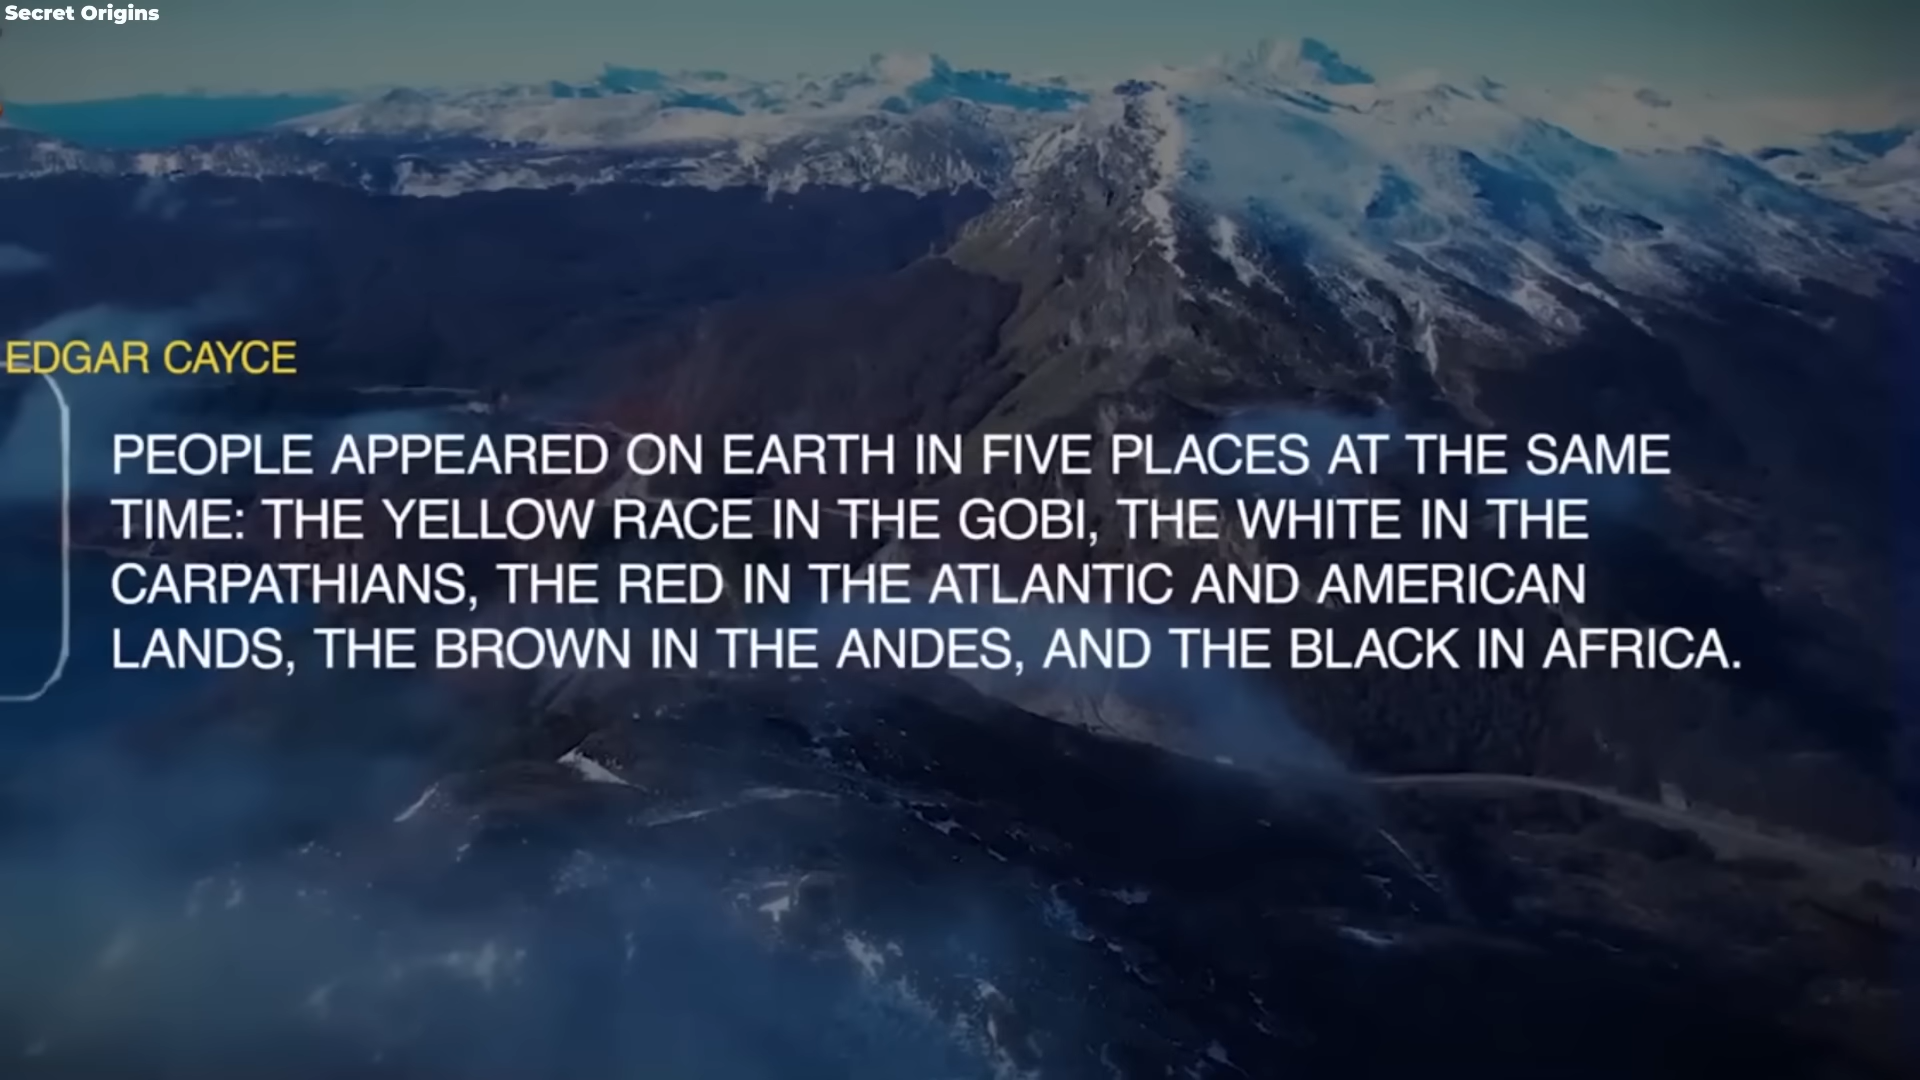 Secret Origins
EDGAR CAYCE
PEOPLE APPEARED ON EARTH IN FIVE PLACES AT THE SAME
TIME: THE YELLOW RACE IN THE GOBI, THE WHITE IN THE
CARPATHIANS, THE RED IN THE ATLANTIC AND AMERICAN
LANDS, THE BROWN IN THE ANDES, AND THE BLACK IN AFRICA.